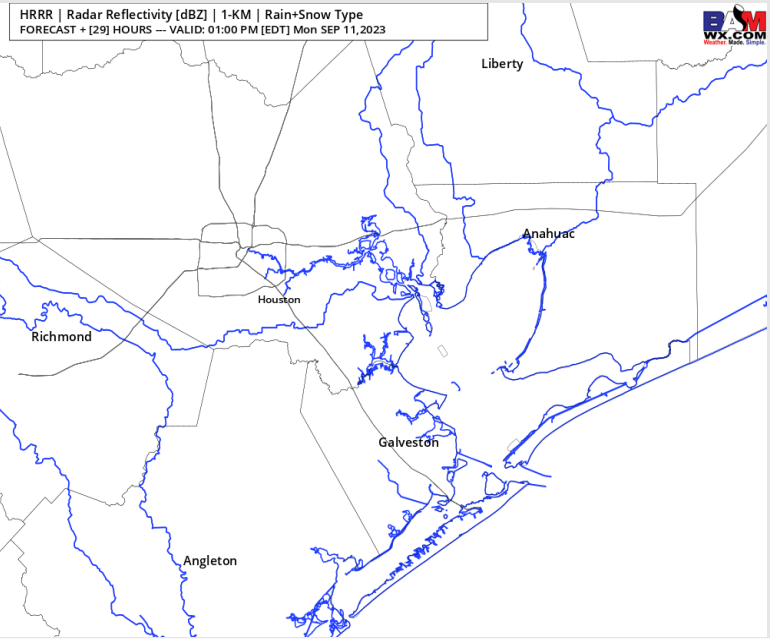 HRRR | Radar Reflectivity [dBZ] | 1-KM | Rain+Snow Type
FORECAST + [29] HOURS --- VALID: 01:00 PM [EDT] Mon SEP 11,2023
BAM
WX.COM
Weather. Made. Simple.
Liberty
Anahuac
Houston
Richmond
Galveston
Angleton